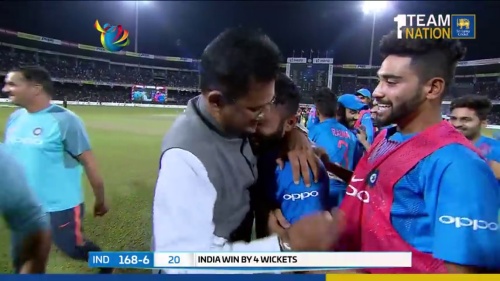 1 TEAM
NATION
oppo
oppo
oppo
IND 168-6 20 INDIA WIN BY 4 WICKETS